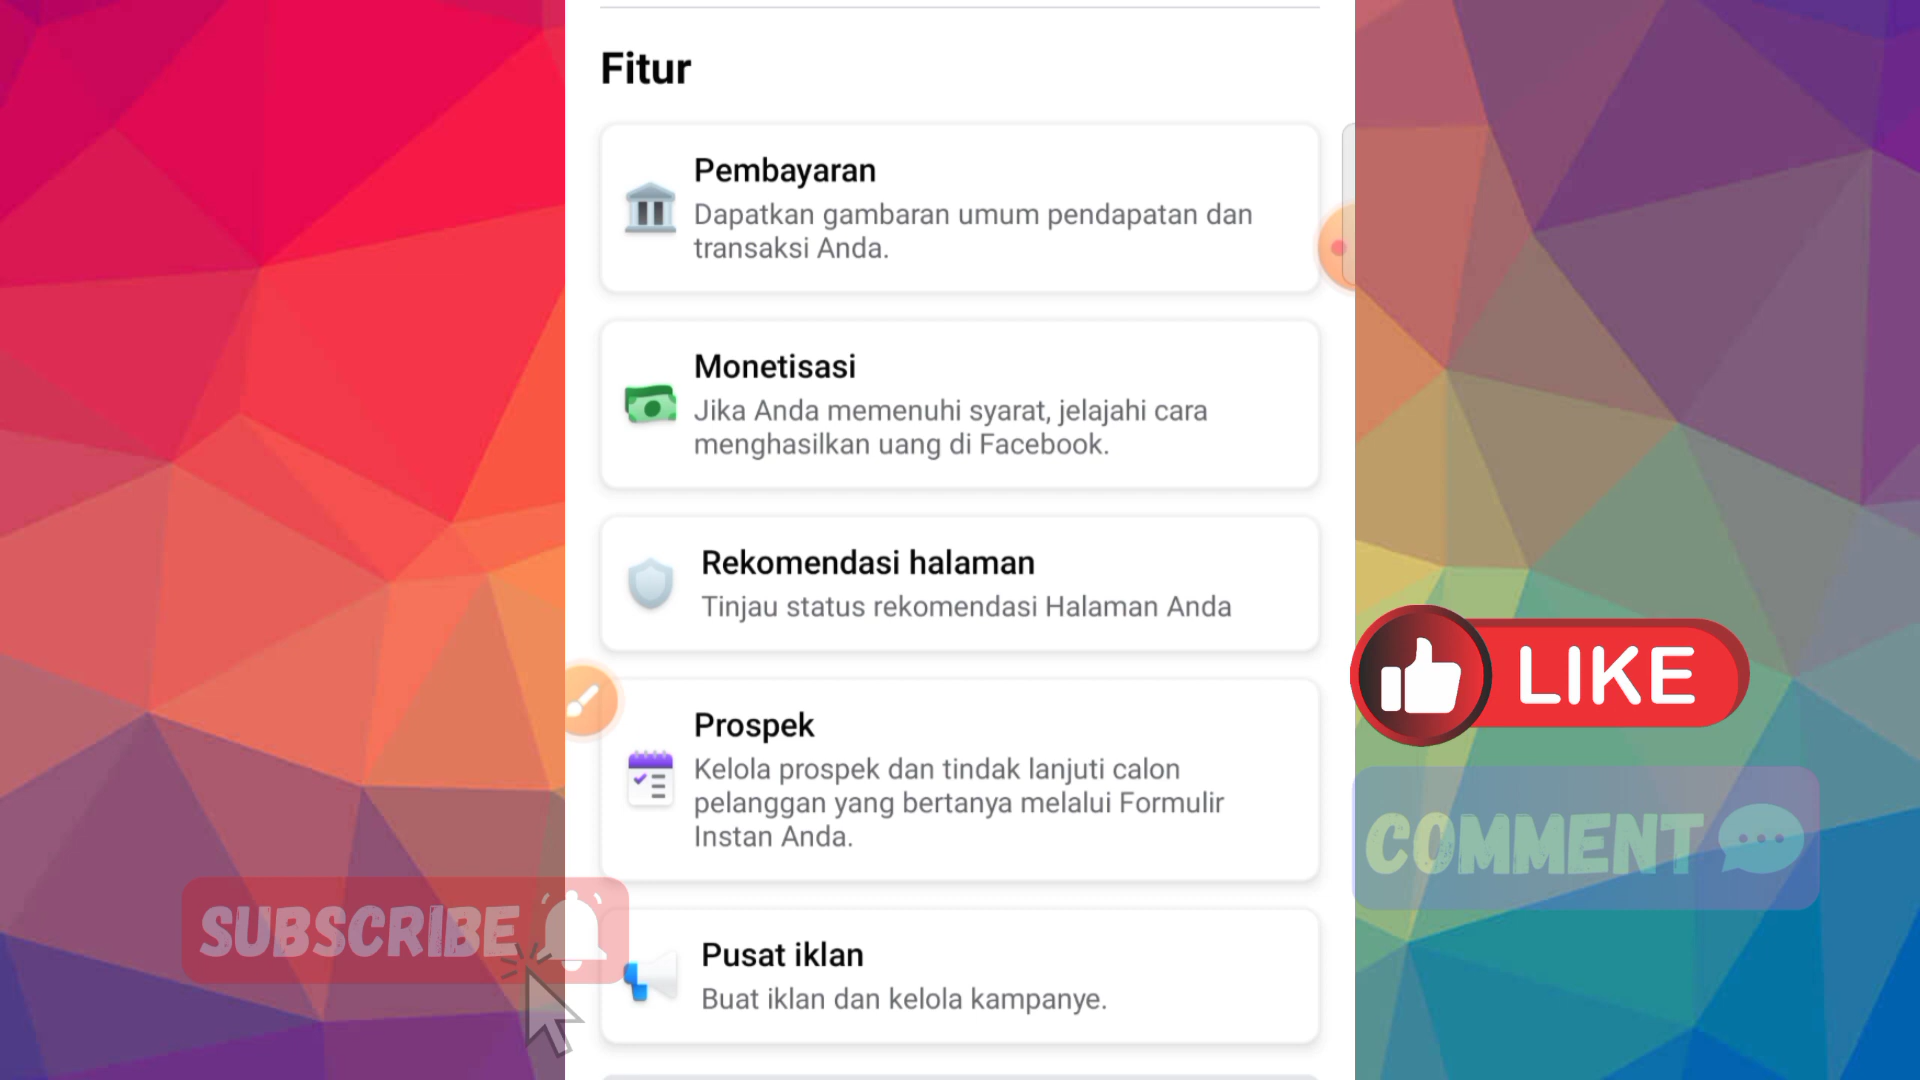 Fitur
Pembayaran
Dapatkan gambaran umum pendapatan dan
transaksi Anda.
Monetisasi
Jika Anda memenuhi syarat, jelajahi cara
menghasilkan uang di Facebook.
Rekomendasi halaman
Tinjau status rekomendasi Halaman Anda
Prospek
Kelola prospek dan tindak lanjuti calon
pelanggan yang bertanya melalui Formulir
Instan Anda.
Pusat iklan
Buat iklan dan kelola kampanye.
LIKE
COMMENT
SUBSCRIBE